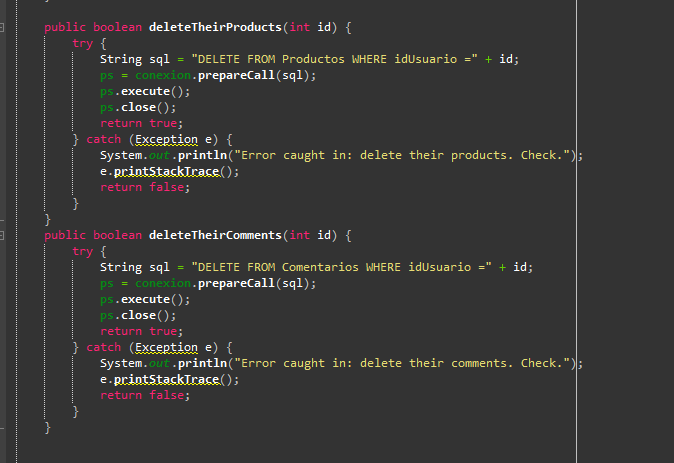 public boolean deleteTheirProducts(int id) {
try {
String sql = "DELETE FROM Productos WHERE idUsuario =" + id;
ps = conexion.prepareCall(sql);
ps.execute();
ps.close();
return true;
} catch (Exception e) {
System.out.println("Error caught in: delete their products. Check.");
e.printStackTrace();
return false;
}
}
public boolean deleteTheirComments(int id) {
try {
String sql = "DELETE FROM Comentarios WHERE idUsuario =" + id;
ps = conexion.prepareCall(sql);
ps.execute();
ps.close();
return true;
} catch (Exception e) {
System.out.println("Error caught in: delete their comments. Check.");
e.printStackTrace();
return false;
}
}